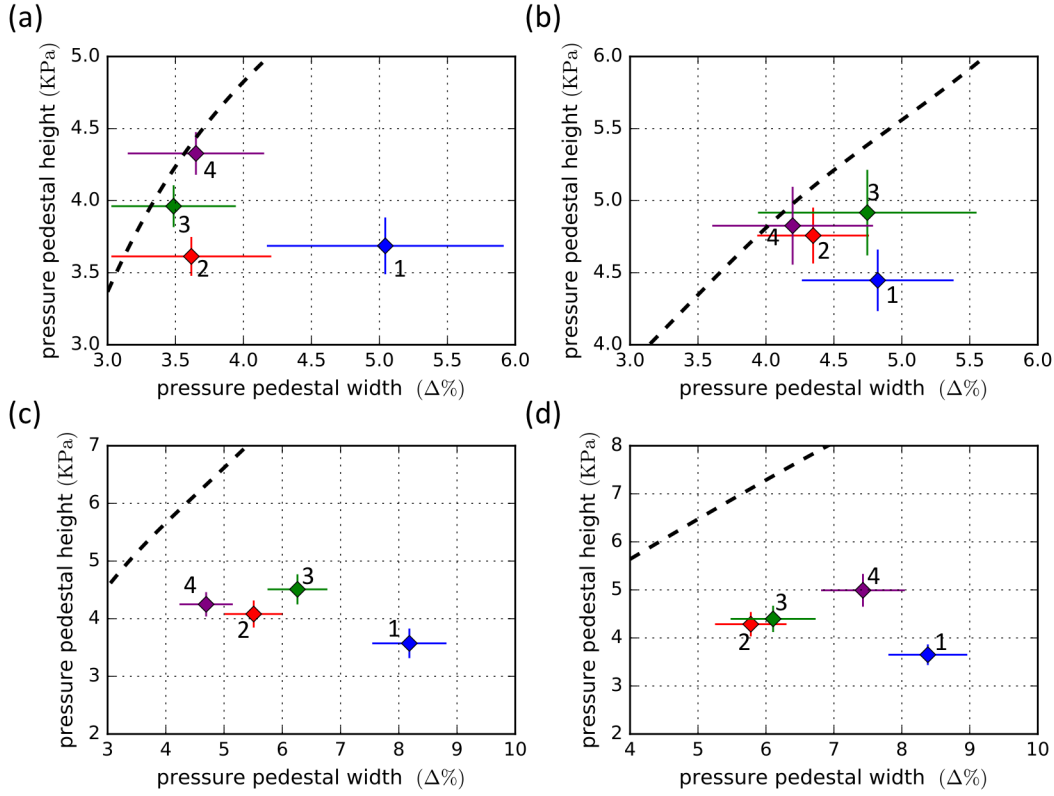 (a)
pressure pedestal height (KPa)
5.0
4.5
4.0
3.5
3.0
4
3
2
1
3.0 3.5 4.0 4.5 5.0 5.5 6.0
pressure pedestal width (Δ%)
(b)
pressure pedestal height (KPa)
6.0
5.5
5.0
4.5
4.0
3
4
2
1
3.0 3.5 4.0 4.5 5.0 5.5 6.0
pressure pedestal width (Δ%)
(c)
pressure pedestal height (KPa)
7
6
5
4
3
2
4
3
2
1
3 4 5 6 7 8 9 10
pressure pedestal width (Δ%)
(d)
pressure pedestal height (KPa)
8
7
6
5
4
3
2
4
3
2
1
4 5 6 7 8 9 10
pressure pedestal width (Δ%)